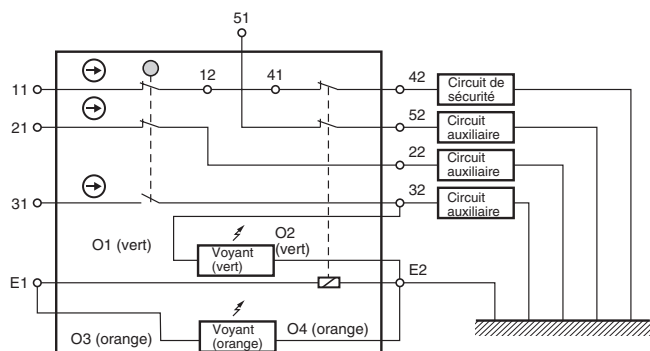 51
11
12
41
42
Circuit de
sécurité
21
52
Circuit
auxiliaire
22
Circuit
auxiliaire
31
32
Circuit
auxiliaire
O1 (vert)
Voyant
(vert)
O2
(vert)
E1
E2
O3 (orange)
Voyant
(orange)
O4 (orange)